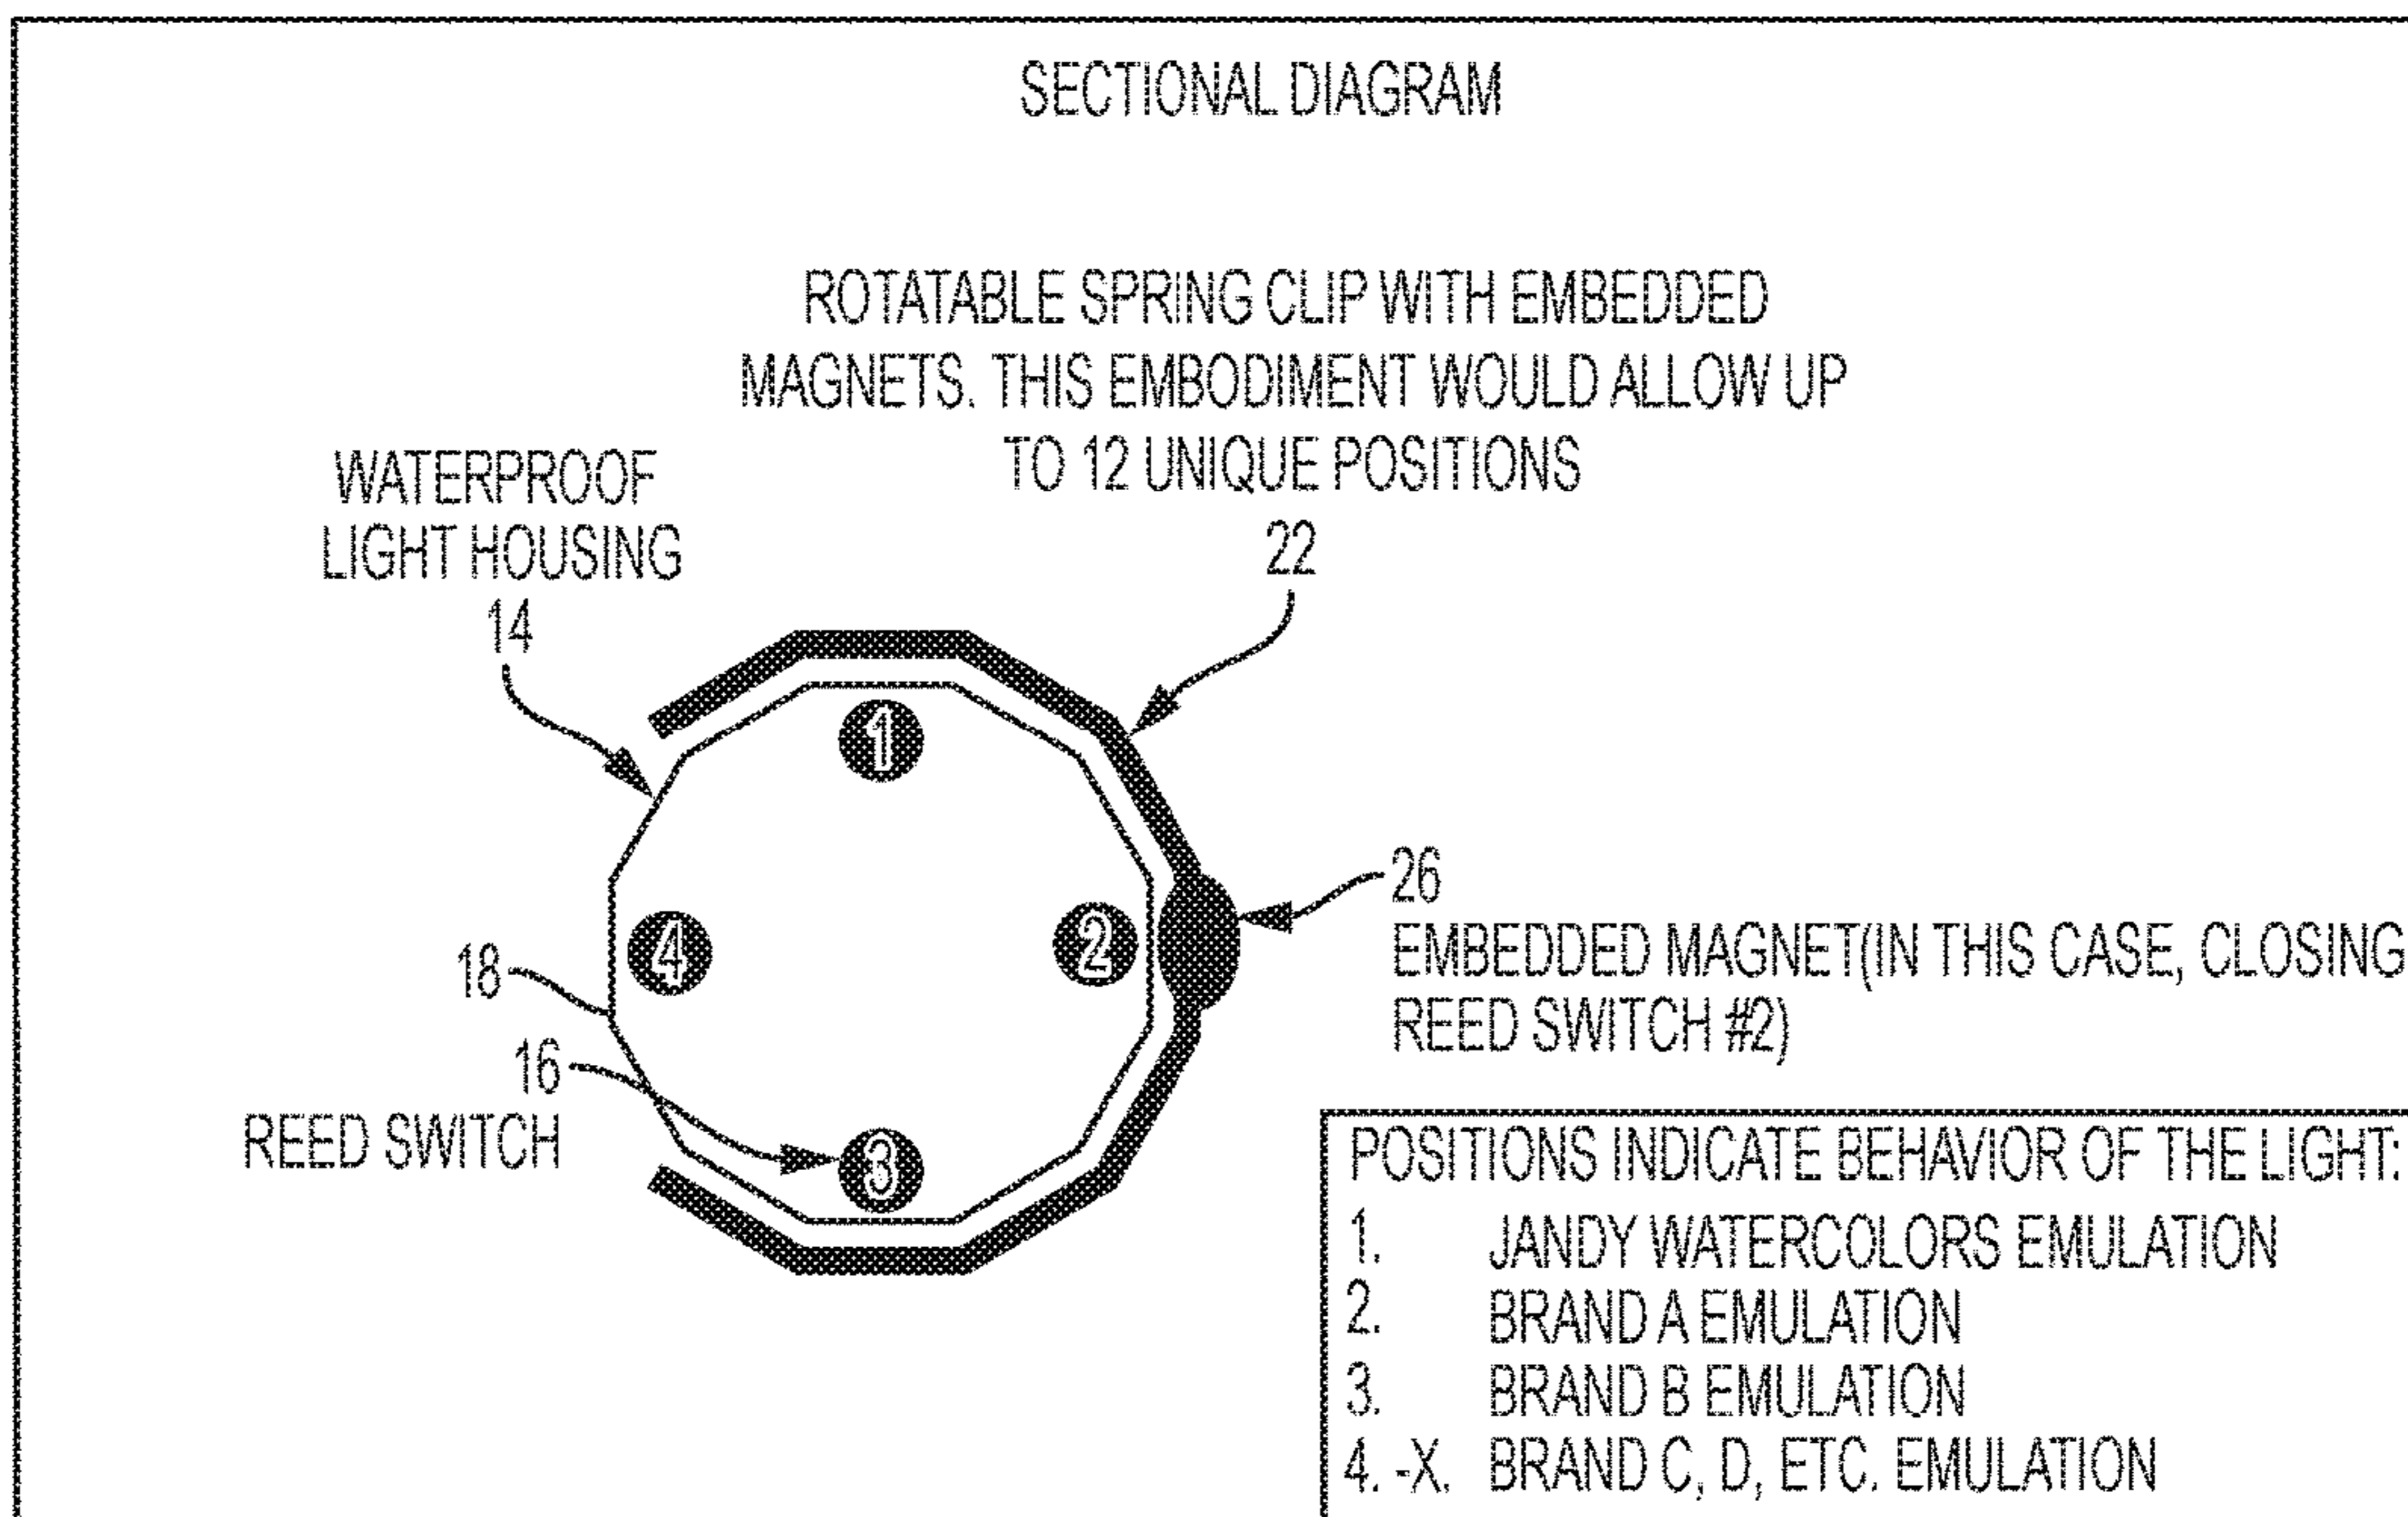 SECTIONAL DIAGRAM
ROTATABLE SPRING CLIP WITH EMBEDDED
MAGNETS. THIS EMBODIMENT WOULD ALLOW UP
TO 12 UNIQUE POSITIONS
22
WATERPROOF
LIGHT HOUSING
14
1
2
3
4
18
16
REED SWITCH
26
EMBEDDED MAGNET(IN THIS CASE, CLOSING
REED SWITCH #2)
POSITIONS INDICATE BEHAVIOR OF THE LIGHT:
1. JANDY WATERCOLORS EMULATION
2. BRAND A EMULATION
3. BRAND B EMULATION
4. -X. BRAND C, D, ETC. EMULATION